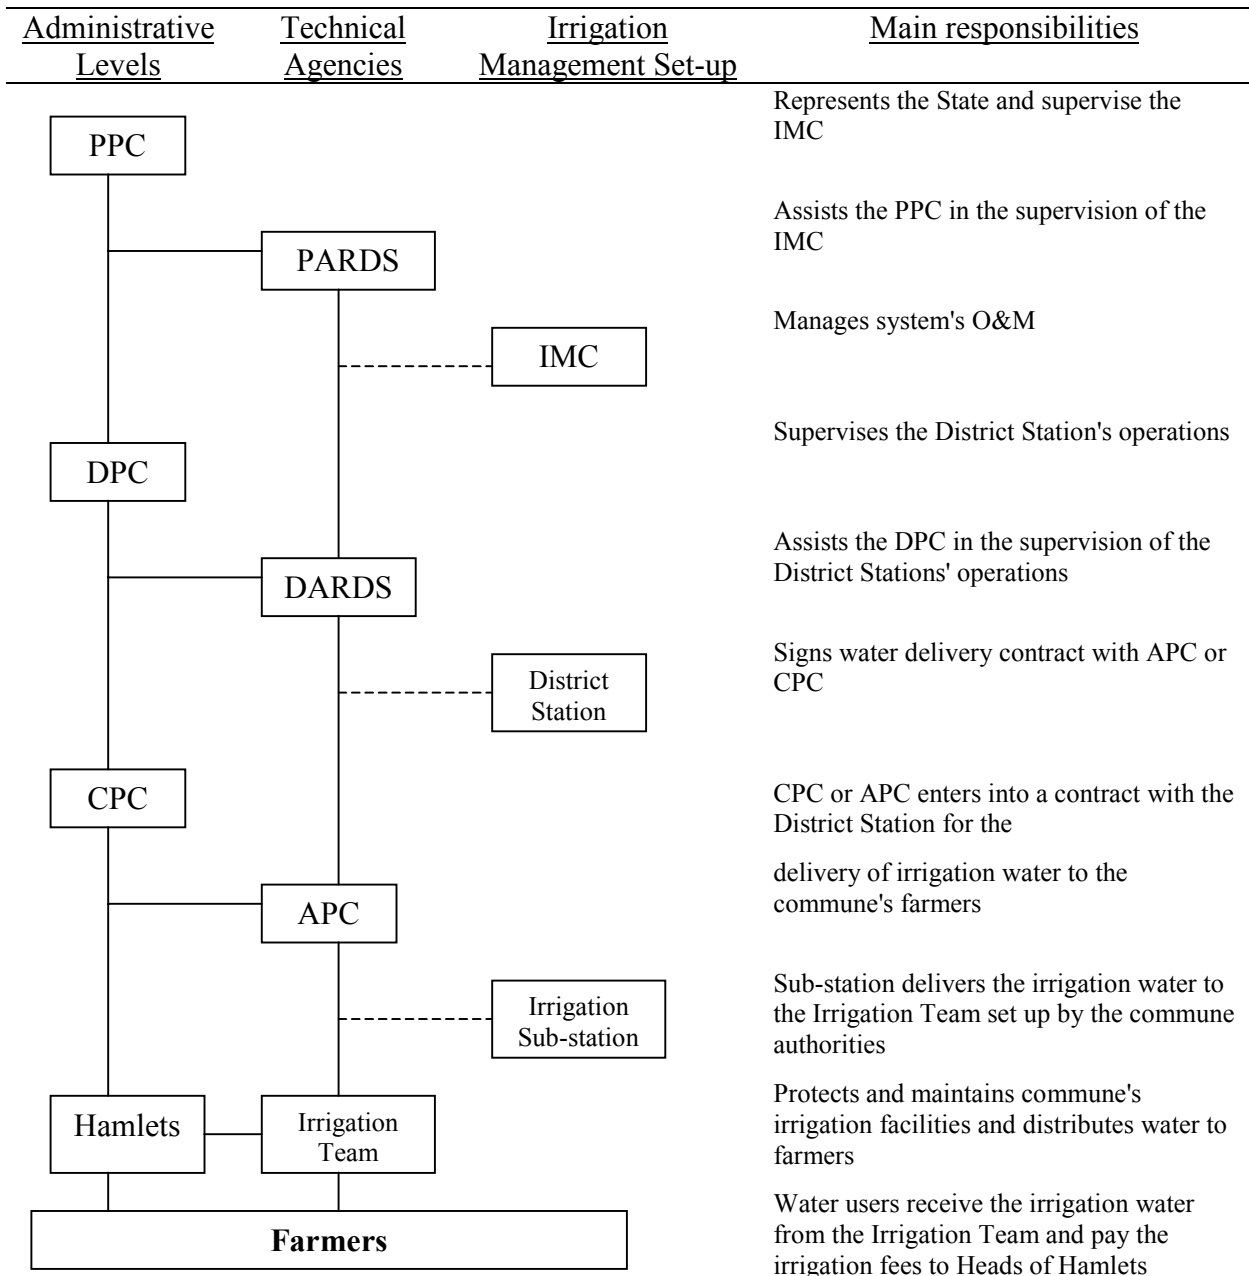 Administrative Levels
Technical Agencies
Irrigation Management Set-up
Main responsibilities
Represents the State and supervise the
IMC
PPC
Assists the PPC in the supervision of the
IMC
PARDS
Manages system's O&M
IMC
Supervises the District Station's operations
DPC
Assists the DPC in the supervision of the
District Stations' operations
DARDS
Signs water delivery contract with APC or
CPC
District
Station
CPC
CPC or APC enters into a contract with the
District Station for the
delivery of irrigation water to the
commune's farmers
APC
Sub-station delivers the irrigation water to
the Irrigation Team set up by the commune
authorities
Irrigation
Sub-station
Protects and maintains commune's
irrigation facilities and distributes water to
farmers
Hamlets
Irrigation
Team
Water users receive the irrigation water
from the Irrigation Team and pay the
irrigation fees to Heads of Hamlets
Farmers